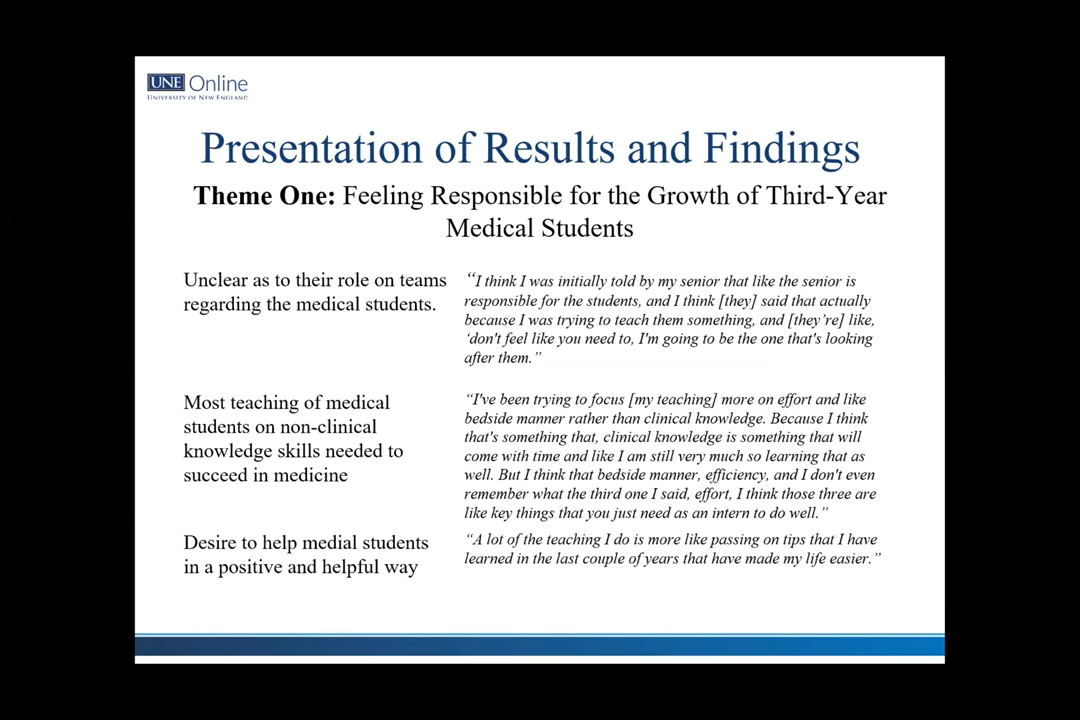 UNE Online
UNIVERSITY OF NEW ENGLAND
Presentation of Results and Findings
Theme One: Feeling Responsible for the Growth of Third-Year
Medical Students
Unclear as to their role on teams
regarding the medical students.
“I think I was initially told by my senior that like the senior is
responsible for the students, and I think [they] said that actually
because I was trying to teach them something, and [they’re] like,
‘don't feel like you need to, I'm going to be the one that's looking
after them.”
Most teaching of medical
students on non-clinical
knowledge skills needed to
succeed in medicine
“I've been trying to focus [my teaching] more on effort and like
bedside manner rather than clinical knowledge. Because I think
that's something that, clinical knowledge is something that will
come with time and like I am still very much so learning that as
well. But I think that bedside manner, efficiency, and I don't even
remember what the third one I said, effort, I think those three are
like key things that you just need as an intern to do well.”
Desire to help medial students
in a positive and helpful way
“A lot of the teaching I do is more like passing on tips that I have
learned in the last couple of years that have made my life easier.”